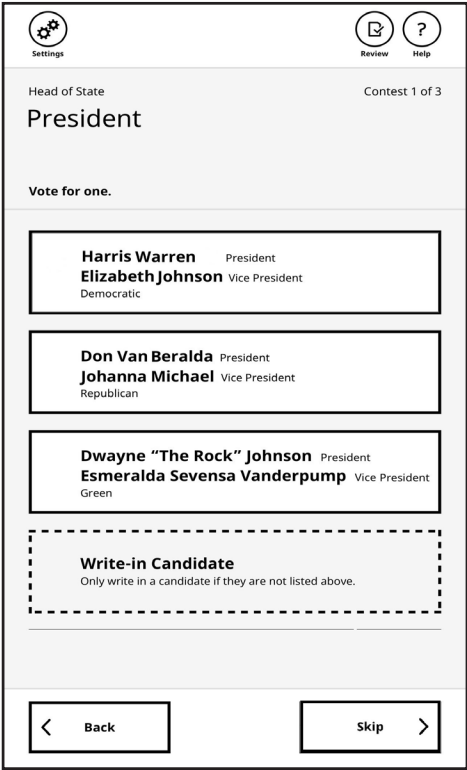 Settings
Review
?
Help
Head of State
Contest 1 of 3
President
Vote for one.
Harris Warren President
Elizabeth Johnson Vice President
Democratic
Don Van Beralda President
Johanna Michael Vice President
Republican
Dwayne “The Rock” Johnson President
Esmeralda Sevensa Vanderpump Vice President
Green
Write-in Candidate
Only write in a candidate if they are not listed above.
Back
Skip